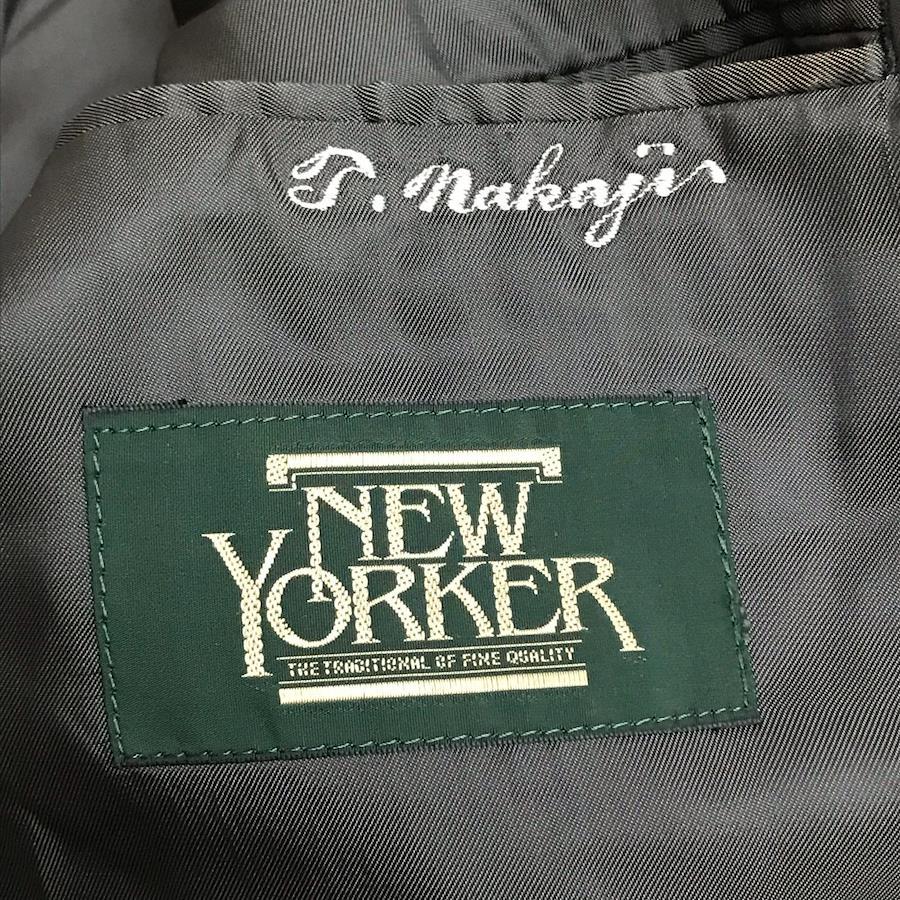 T. Nakaji
NEW
YORKER
THE TRADITIONAL OF FINE QUALITY